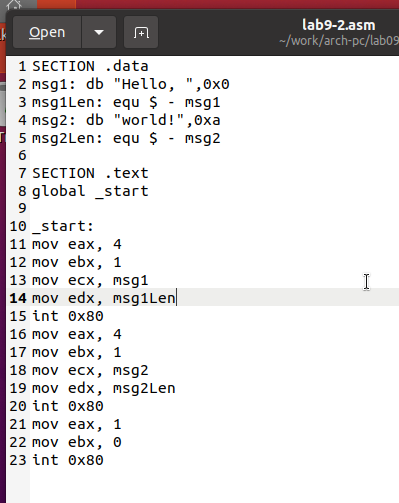 Open
lab9-2.asm
~/work/arch-pc/lab09
1 SECTION .data
2 msg1: db "Hello, ",0x0
3 msg1Len: equ $ - msg1
4 msg2: db "world!",0xa
5 msg2Len: equ $ - msg2
6
7 SECTION .text
8 global _start
9
10 _start:
11 mov eax, 4
12 mov ebx, 1
13 mov ecx, msg1
14 mov edx, msg1Len
15 int 0x80
16 mov eax, 4
17 mov ebx, 1
18 mov ecx, msg2
19 mov edx, msg2Len
20 int 0x80
21 mov eax, 1
22 mov ebx, 0
23 int 0x80